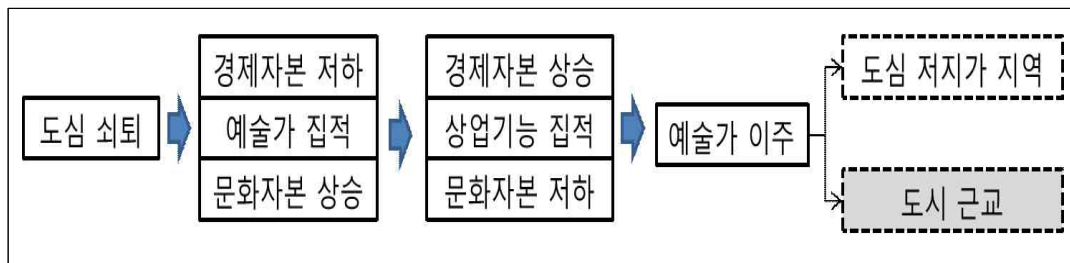 도심 쇠퇴
경제자본 저하
예술가 집적
문화자본 상승
경제자본 상승
상업기능 집적
문화자본 저하
예술가 이주
도심 저지가 지역
도시 근교